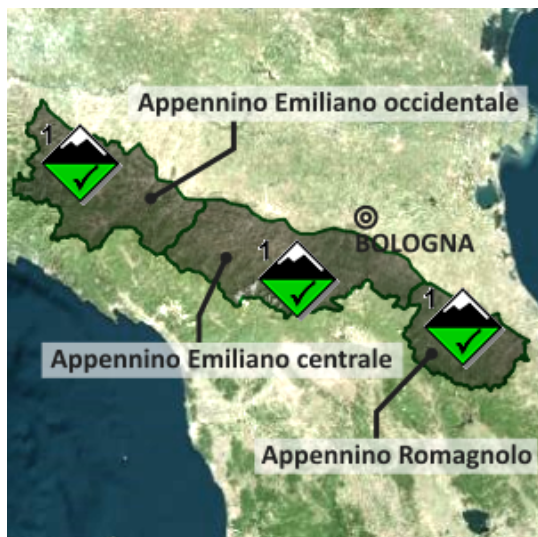 Appennino Emiliano occidentale
1
BOLOGNA
1
1
Appennino Emiliano centrale
Appennino Romagnolo